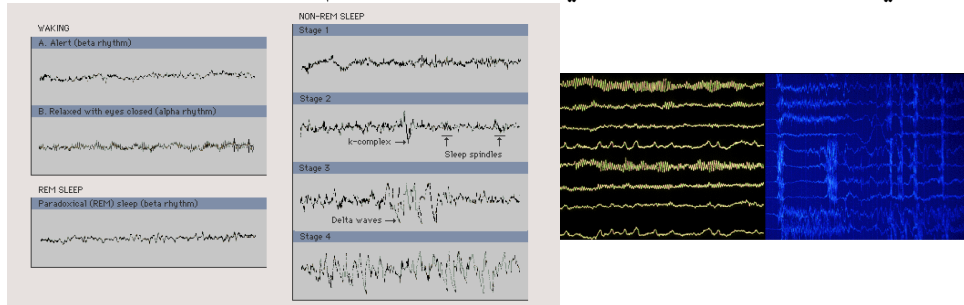 WAKING
A. Alert (beta rhythm)
B. Relaxed with eyes closed (alpha rhythm)
REM SLEEP
Paradoxical (REM) sleep (beta rhythm)
NON-REM SLEEP
Stage 1
Stage 2
k-complex
Sleep spindles
Stage 3
Delta waves
Stage 4